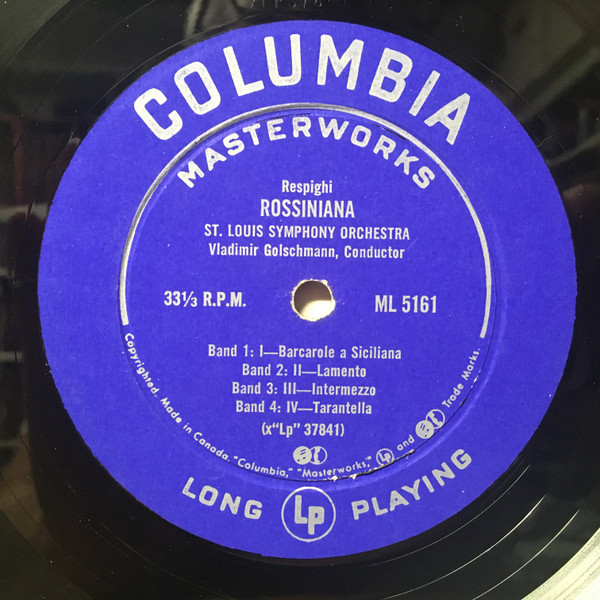 COLUMBIA
MASTERWORKS
Respighi
ROSSINIANA
ST. LOUIS SYMPHONY ORCHESTRA
Vladimir Golschmann, Conductor
33⅓ R.P.M.
ML 5161
Band 1: I—Barcarole a Siciliana
Band 2: II—Lamento
Band 3: III—Intermezzo
Band 4: IV—Tarantella
(x"Lp" 37841)
Copyrighted. Made in Canada. "Columbia," "Masterworks," Lp and Trade Marks.
LONG Lp PLAYING